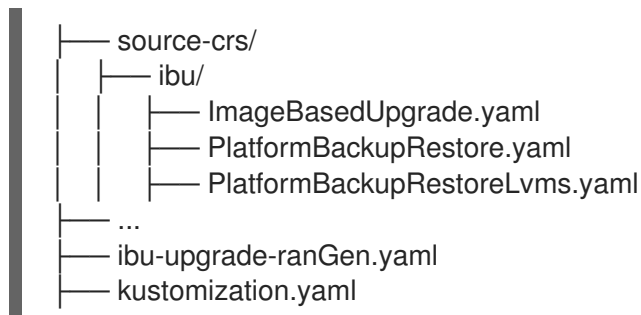 ├── source-crs/
│   ├── ibu/
│   │   ├── ImageBasedUpgrade.yaml
│   │   ├── PlatformBackupRestore.yaml
│   │   ├── PlatformBackupRestoreLvms.yaml
├── ...
├── ibu-upgrade-ranGen.yaml
├── kustomization.yaml